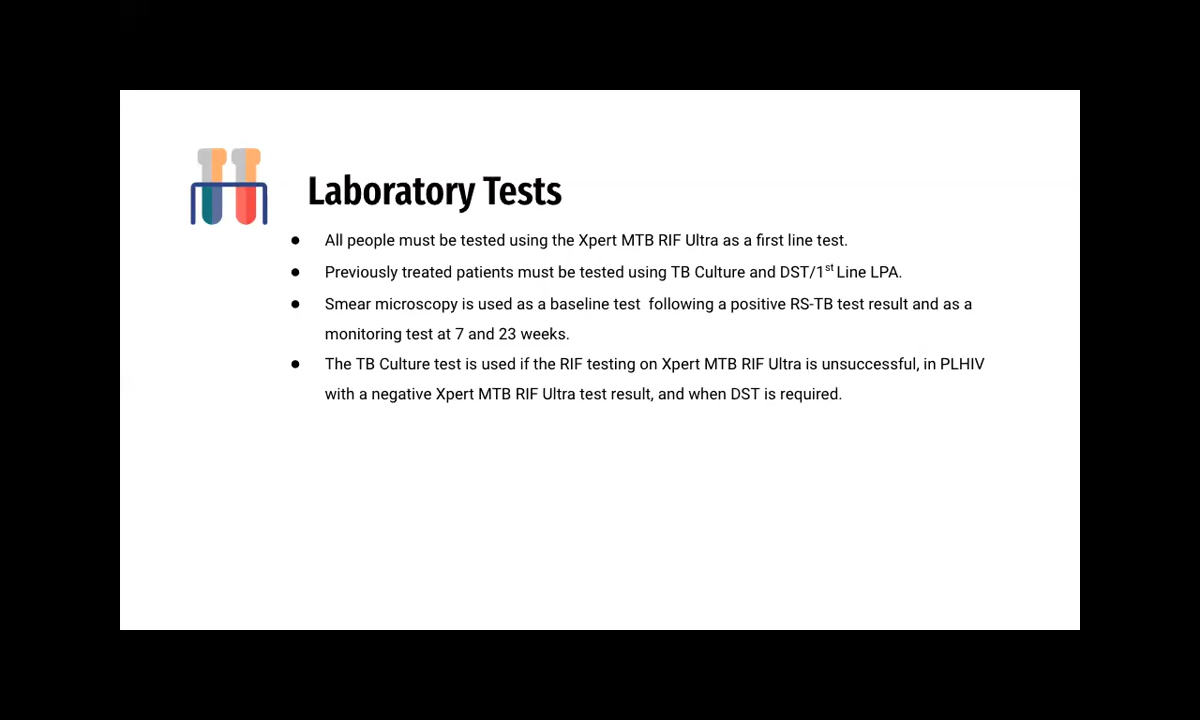 Laboratory Tests
● All people must be tested using the Xpert MTB RIF Ultra as a first line test.
● Previously treated patients must be tested using TB Culture and DST/1st Line LPA.
● Smear microscopy is used as a baseline test  following a positive RS-TB test result and as a
monitoring test at 7 and 23 weeks.
● The TB Culture test is used if the RIF testing on Xpert MTB RIF Ultra is unsuccessful, in PLHIV
with a negative Xpert MTB RIF Ultra test result, and when DST is required.